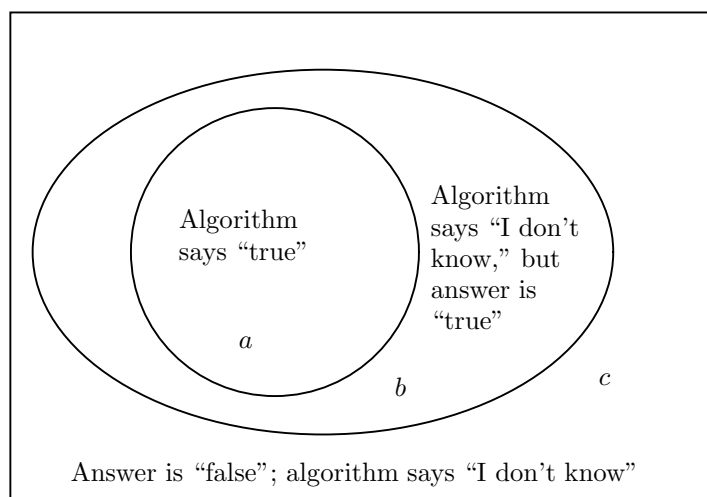 Algorithm
says “true”
Algorithm
says “I don't
know,” but
answer is
“true”
a
b
c
Answer is “false”; algorithm says “I don't know”